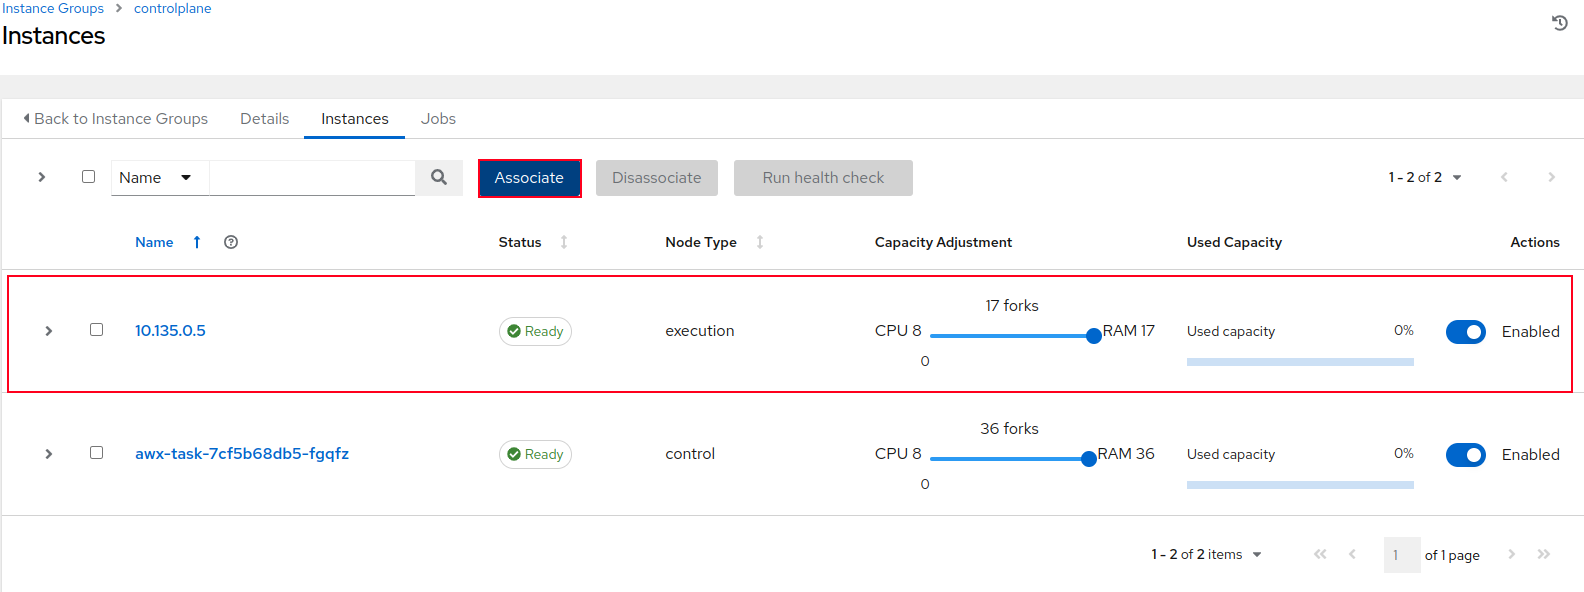 Instance Groups > controlplane
Instances
Back to Instance Groups Details Instances Jobs
Name Associate Disassociate Run health check 1 - 2 of 2
Name Status Node Type Capacity Adjustment Used Capacity Actions
17 forks
10.135.0.5 Ready execution CPU 8 RAM 17 Used capacity 0% Enabled
0
36 forks
awx-task-7cf5b68db5-fgqfz Ready control CPU 8 RAM 36 Used capacity 0% Enabled
0
1 - 2 of 2 items 1 of 1 page